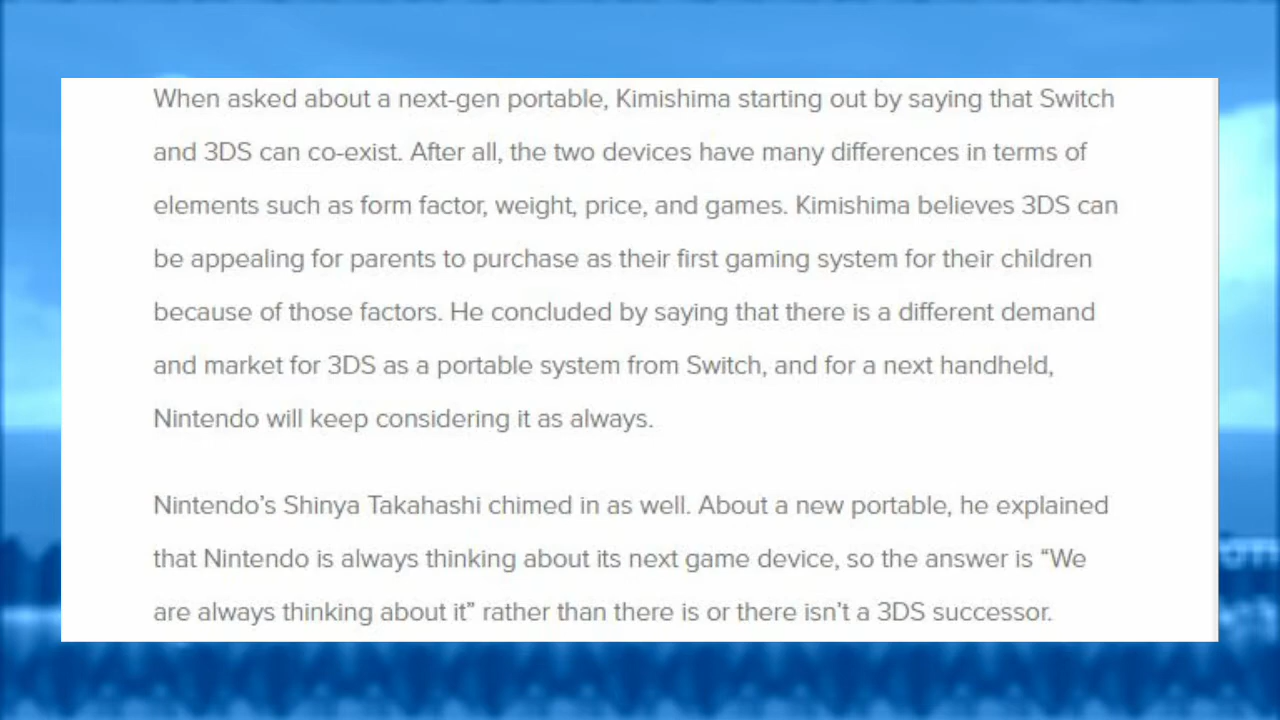 When asked about a next-gen portable, Kimishima starting out by saying that Switch
and 3DS can co-exist. After all, the two devices have many differences in terms of
elements such as form factor, weight, price, and games. Kimishima believes 3DS can
be appealing for parents to purchase as their first gaming system for their children
because of those factors. He concluded by saying that there is a different demand
and market for 3DS as a portable system from Switch, and for a next handheld,
Nintendo will keep considering it as always.
Nintendo’s Shinya Takahashi chimed in as well. About a new portable, he explained
that Nintendo is always thinking about its next game device, so the answer is “We
are always thinking about it” rather than there is or there isn’t a 3DS successor.